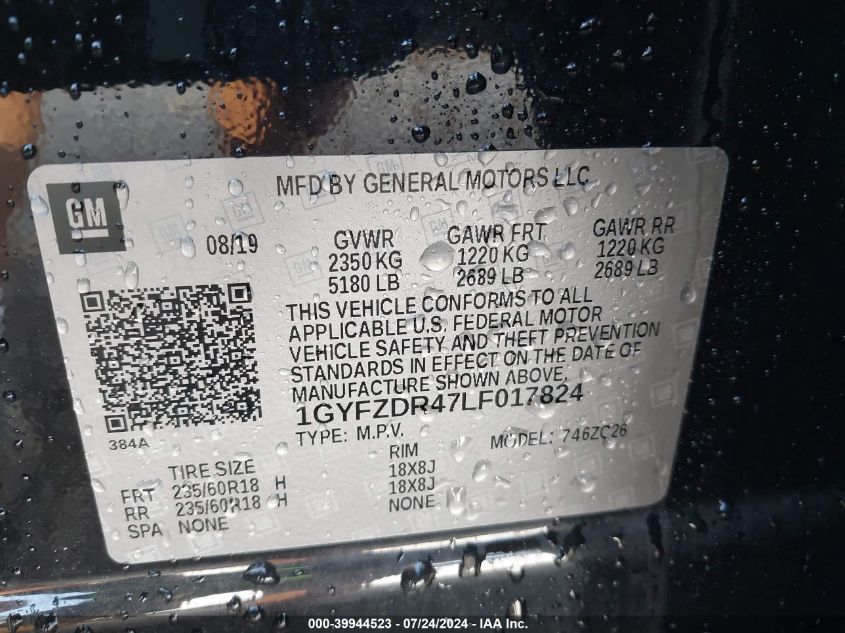 GM
MFD BY GENERAL MOTORS LLC
08/19
GVWR
2350 KG
5180 LB
GAWR FRT
1220 KG
2689 LB
GAWR RR
1220 KG
2689 LB
THIS VEHICLE CONFORMS TO ALL
APPLICABLE U.S. FEDERAL MOTOR
VEHICLE SAFETY AND THEFT PREVENTION
STANDARDS IN EFFECT ON THE DATE OF
MANUFACTURE SHOWN ABOVE.
1GYFZDR47LF017824
384A
TYPE: M.P.V. MODEL: 746ZC26
TIRE SIZE RIM
FRT 235/60R18 H 18X8J
RR 235/60R18 H 18X8J
SPA NONE NONE
000-39944523 - 07/24/2024 - IAA Inc.